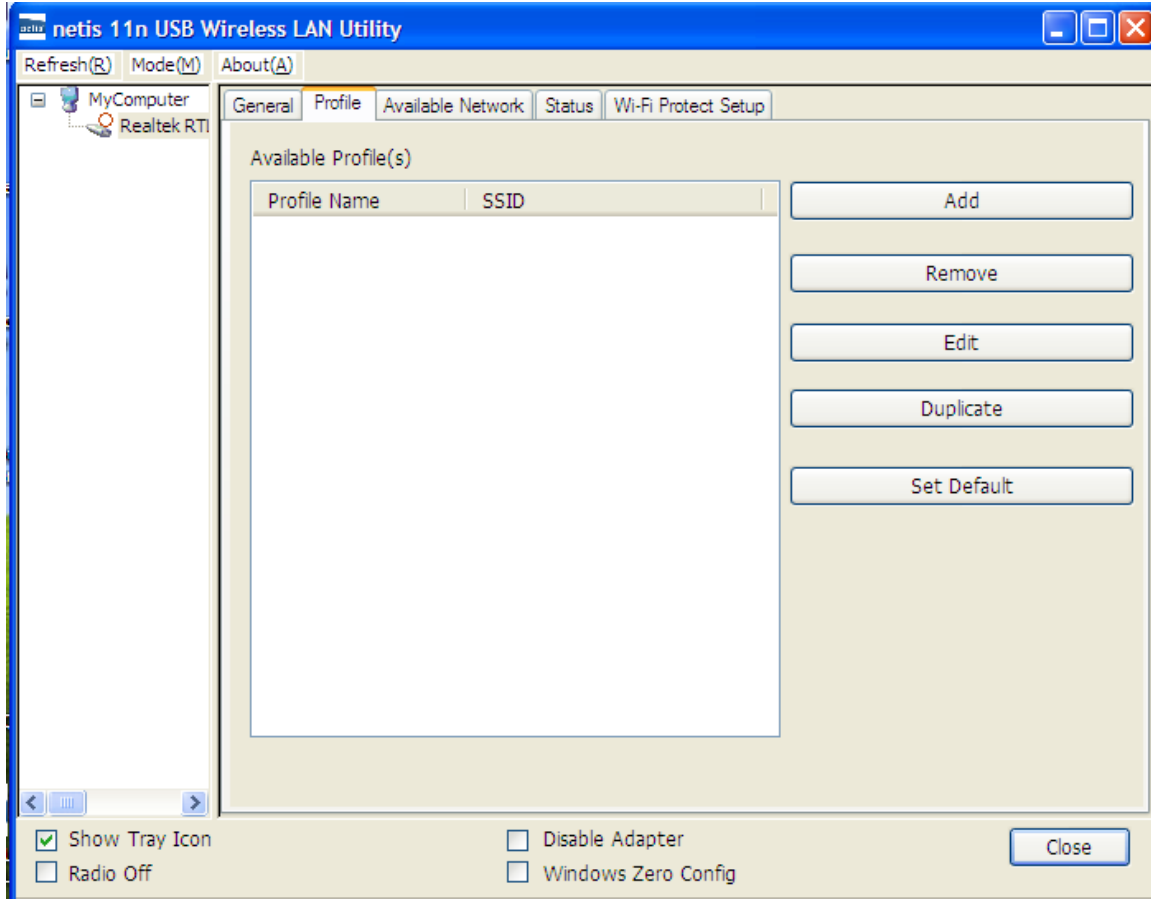 netis 11n USB Wireless LAN Utility
Refresh(R) Mode(M) About(A)
MyComputer
Realtek RTL
General Profile Available Network Status Wi-Fi Protect Setup
Available Profile(s)
Profile Name SSID
Add
Remove
Edit
Duplicate
Set Default
Show Tray Icon
Radio Off
Disable Adapter
Windows Zero Config
Close